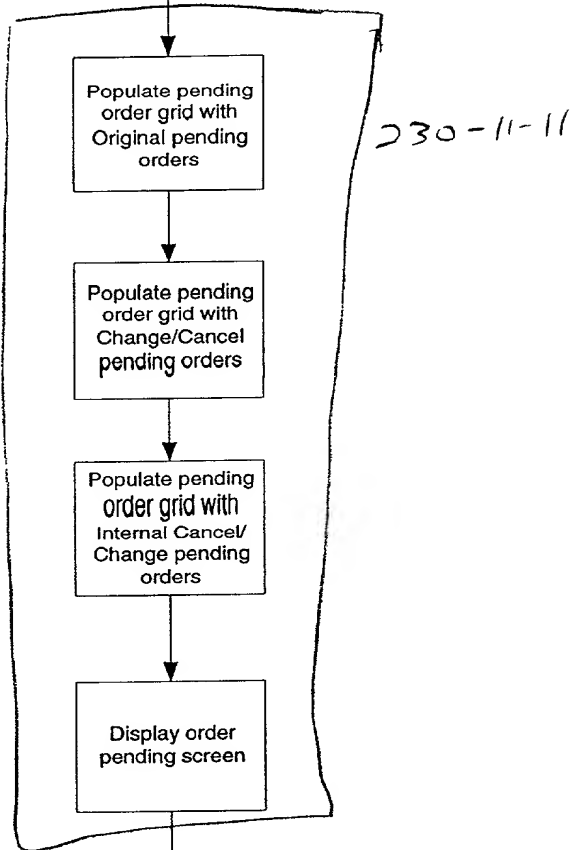 Populate pending
order grid with
Original pending
orders
230-11-11
Populate pending
order grid with
Change/Cancel
pending orders
Populate pending
order grid with
Internal Cancel/
Change pending
orders
Display order
pending screen